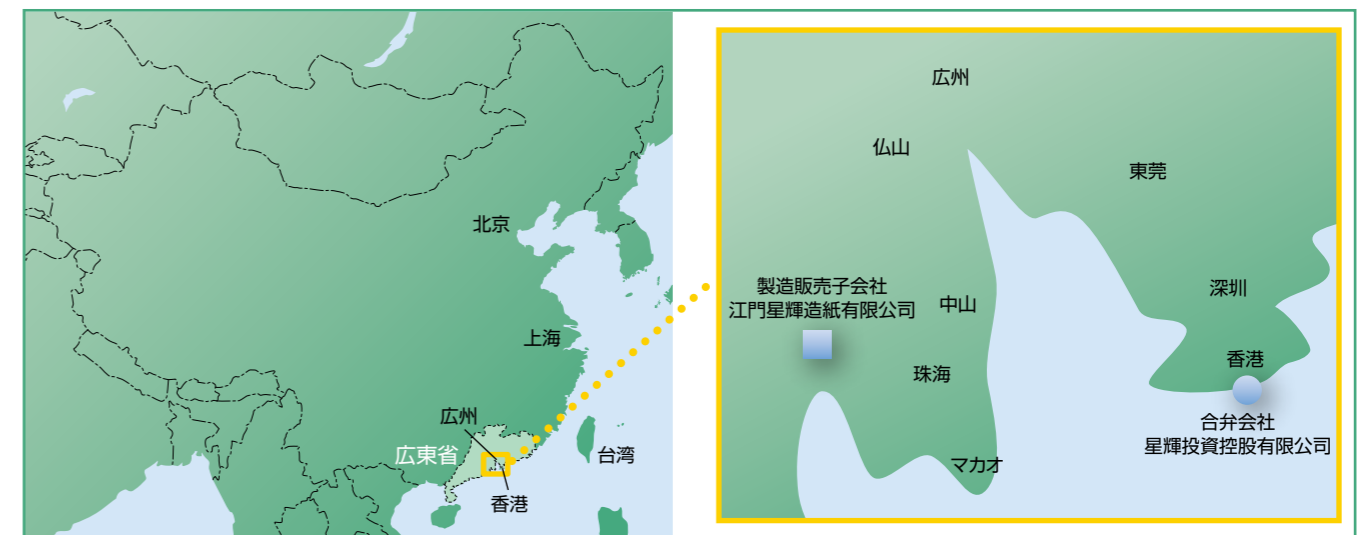 北京
上海
広州
広東省
台湾
香港
広州
仏山
東莞
製造販売子会社
江門星輝造紙有限公司
中山
深圳
珠海
香港
合弁会社
星輝投資控股有限公司
マカオ